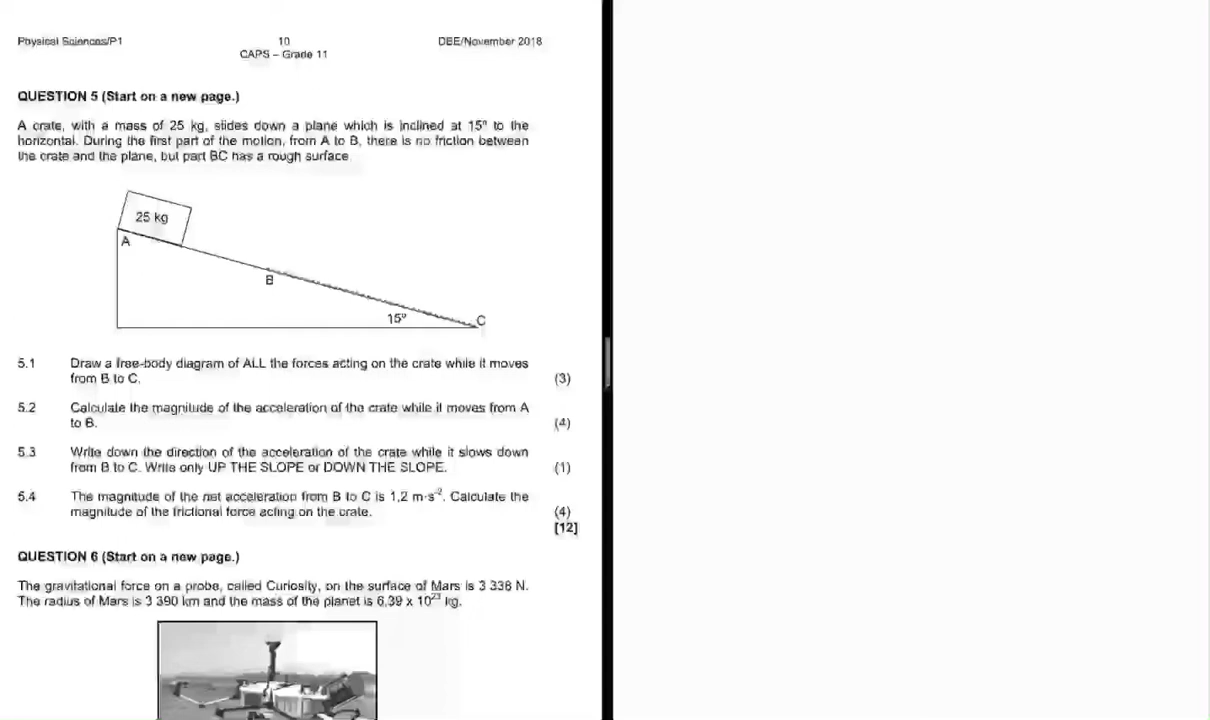 Physical Sciences/P1 10 DBE/November 2018
CAPS – Grade 11
QUESTION 5 (Start on a new page.)
A crate, with a mass of 25 kg, slides down a plane which is inclined at 15° to the
horizontal. During the first part of the motion, from A to B, there is no friction between
the crate and the plane, but part BC has a rough surface.
25 kg
A
B
15°
C
5.1 Draw a free-body diagram of ALL the forces acting on the crate while it moves
from B to C. (3)
5.2 Calculate the magnitude of the acceleration of the crate while it moves from A
to B. (4)
5.3 Write down the direction of the acceleration of the crate while it slows down
from B to C. Write only UP THE SLOPE or DOWN THE SLOPE. (1)
5.4 The magnitude of the net acceleration from B to C is 1,2 m·s⁻². Calculate the
magnitude of the frictional force acting on the crate. (4)
[12]
QUESTION 6 (Start on a new page.)
The gravitational force on a probe, called Curiosity, on the surface of Mars is 3 338 N.
The radius of Mars is 3 390 km and the mass of the planet is 6,39 x 10²³ kg.